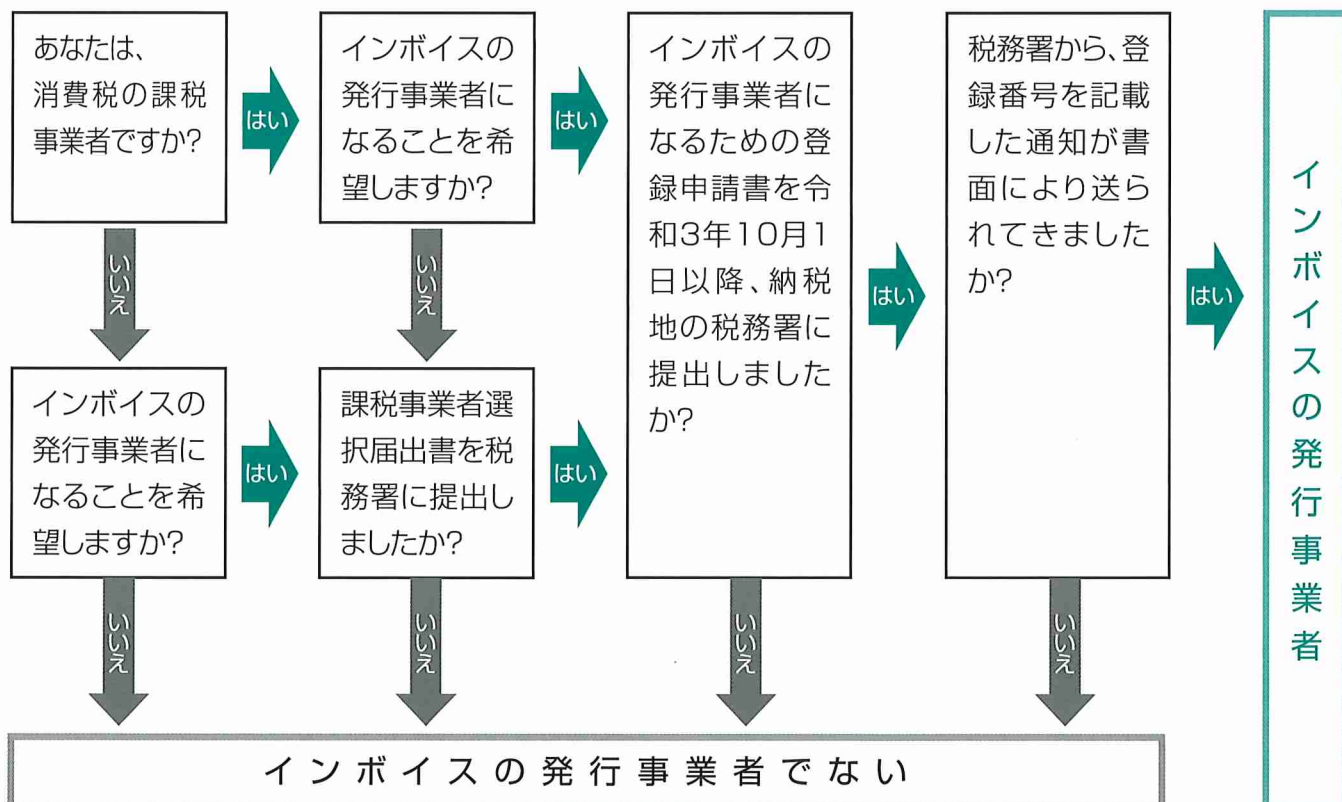 あなたは、
消費税の課税
事業者ですか?
はい
インボイスの
発行事業者に
なることを希
望しますか?
はい
インボイスの
発行事業者に
なるための登
録申請書を令
和3年10月1
日以降、納税
地の税務署に
提出しました
か?
はい
税務署から、登
録番号を記載
した通知が書
面により送ら
れてきました
か?
はい
インボイスの発行事業者
いいえ
いいえ
インボイスの
発行事業者に
なることを希
望しますか?
はい
課税事業者選
択届出書を税
務署に提出し
ましたか?
はい
いいえ
いいえ
いいえ
いいえ
インボイスの発行事業者でない